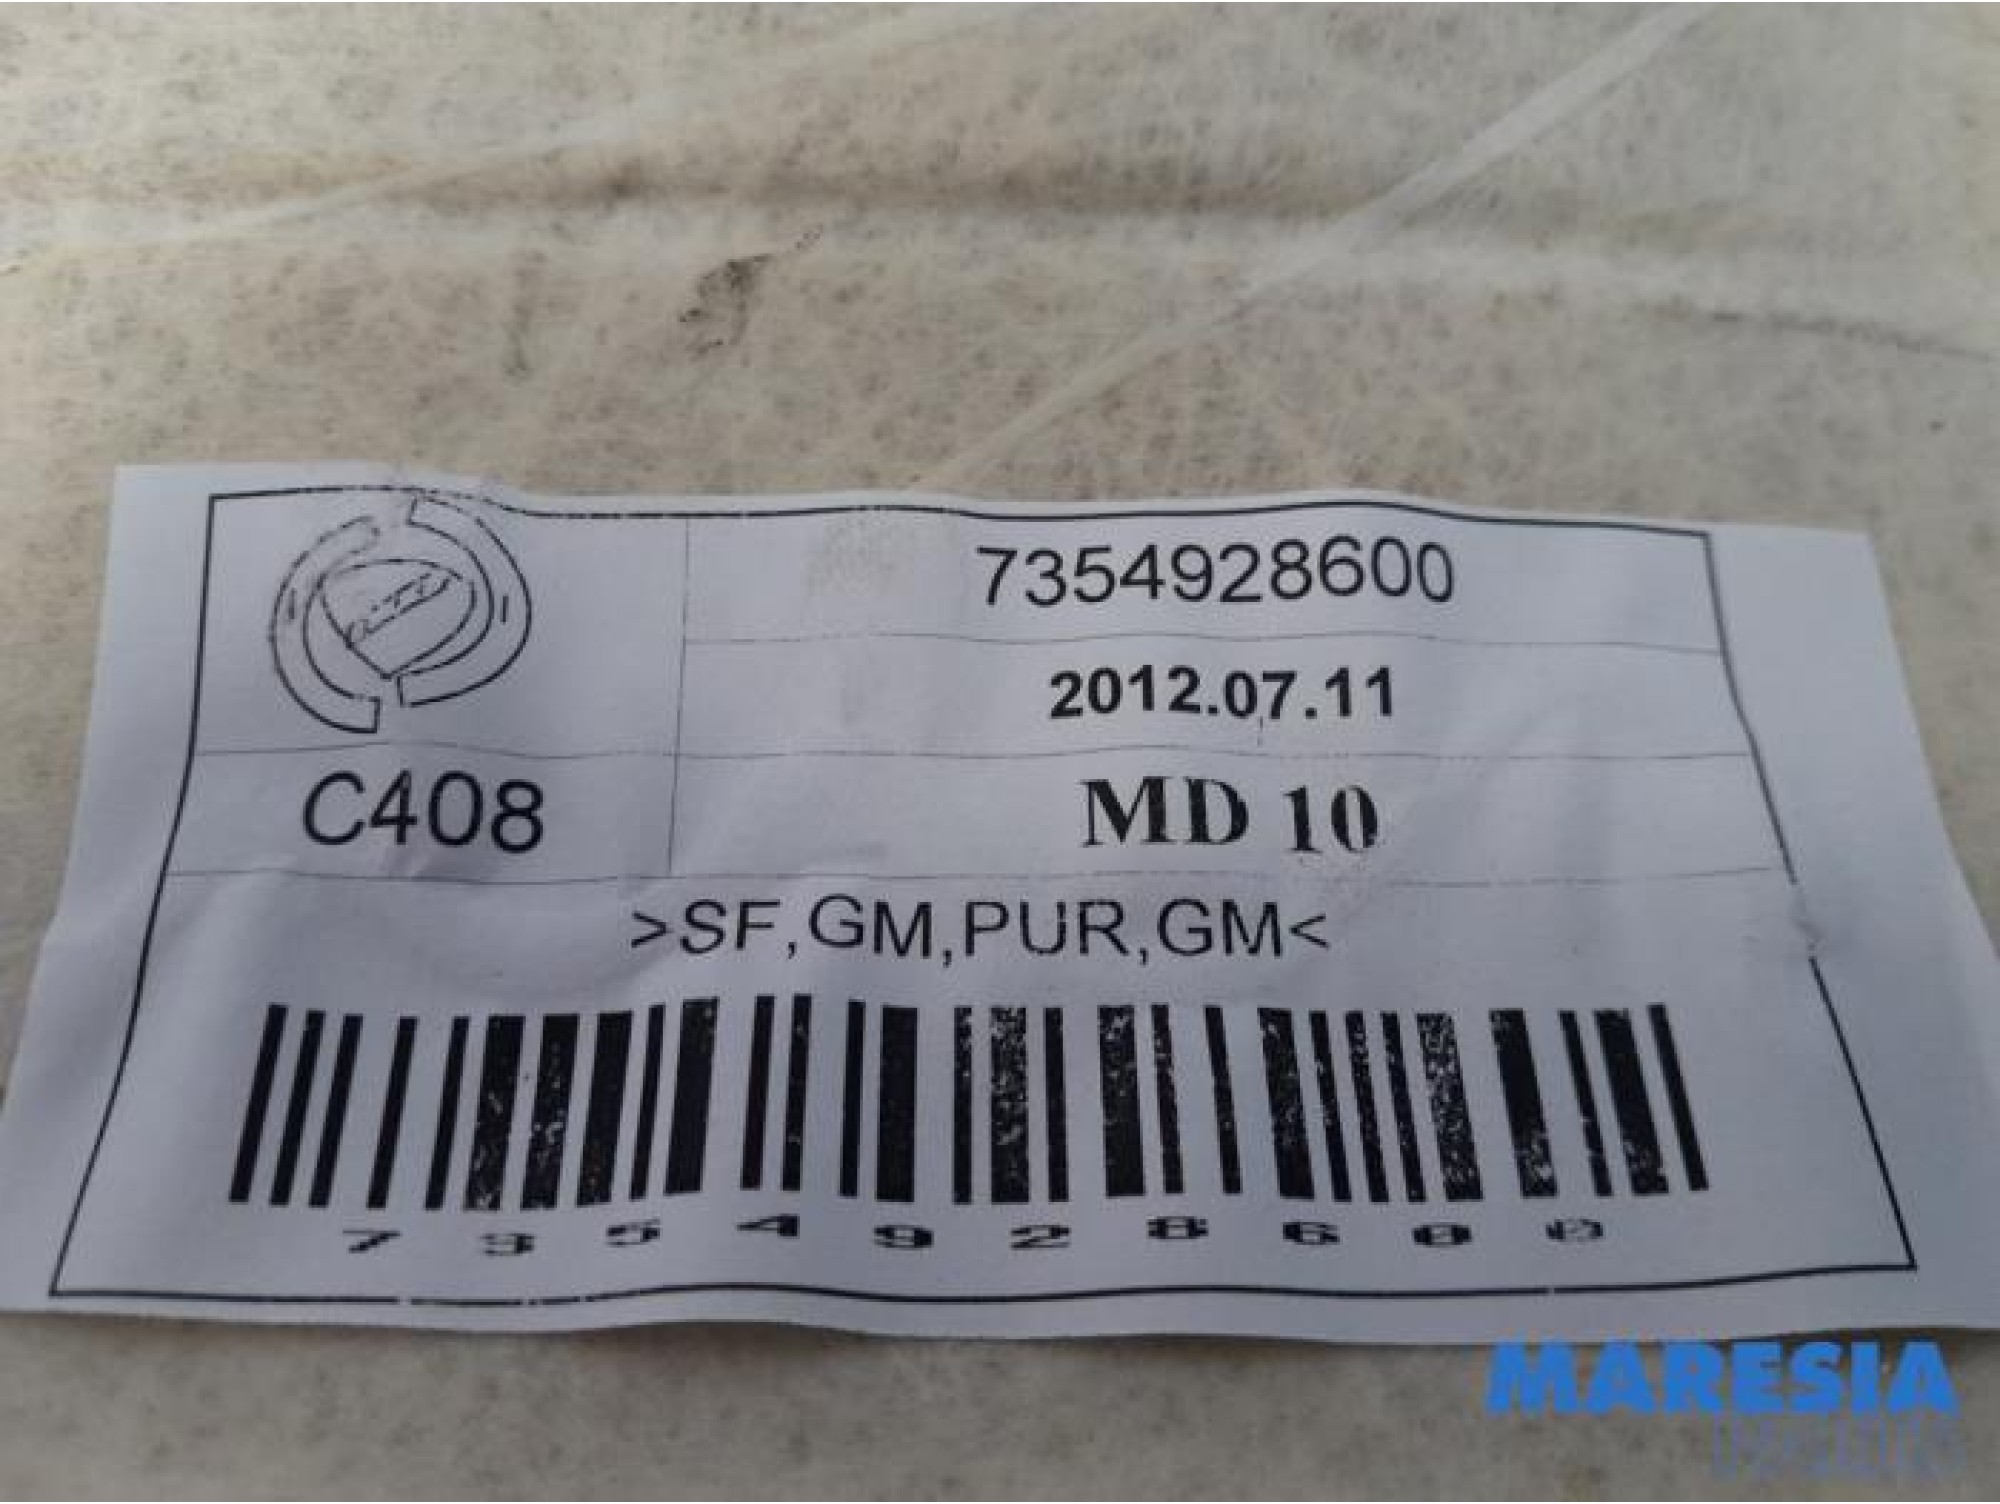 7354928600
2012.07.11
C408 MD 10
>SF,GM,PUR,GM<
7354928600
MARESIA